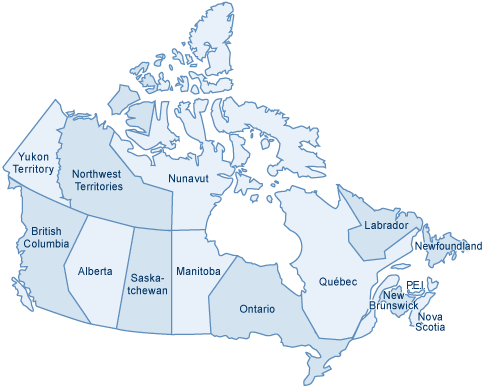 Yukon
Territory
Northwest
Territories
Nunavut
British
Columbia
Alberta
Saska-
tchewan
Manitoba
Ontario
Québec
Labrador
Newfoundland
P.E.I.
New
Brunswick
Nova
Scotia